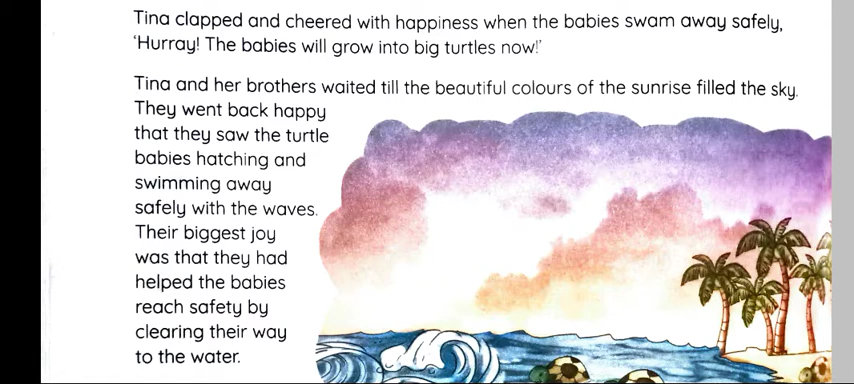 Tina clapped and cheered with happiness when the babies swam away safely,
‘Hurray! The babies will grow into big turtles now!’
Tina and her brothers waited till the beautiful colours of the sunrise filled the sky.
They went back happy
that they saw the turtle
babies hatching and
swimming away
safely with the waves.
Their biggest joy
was that they had
helped the babies
reach safety by
clearing their way
to the water.